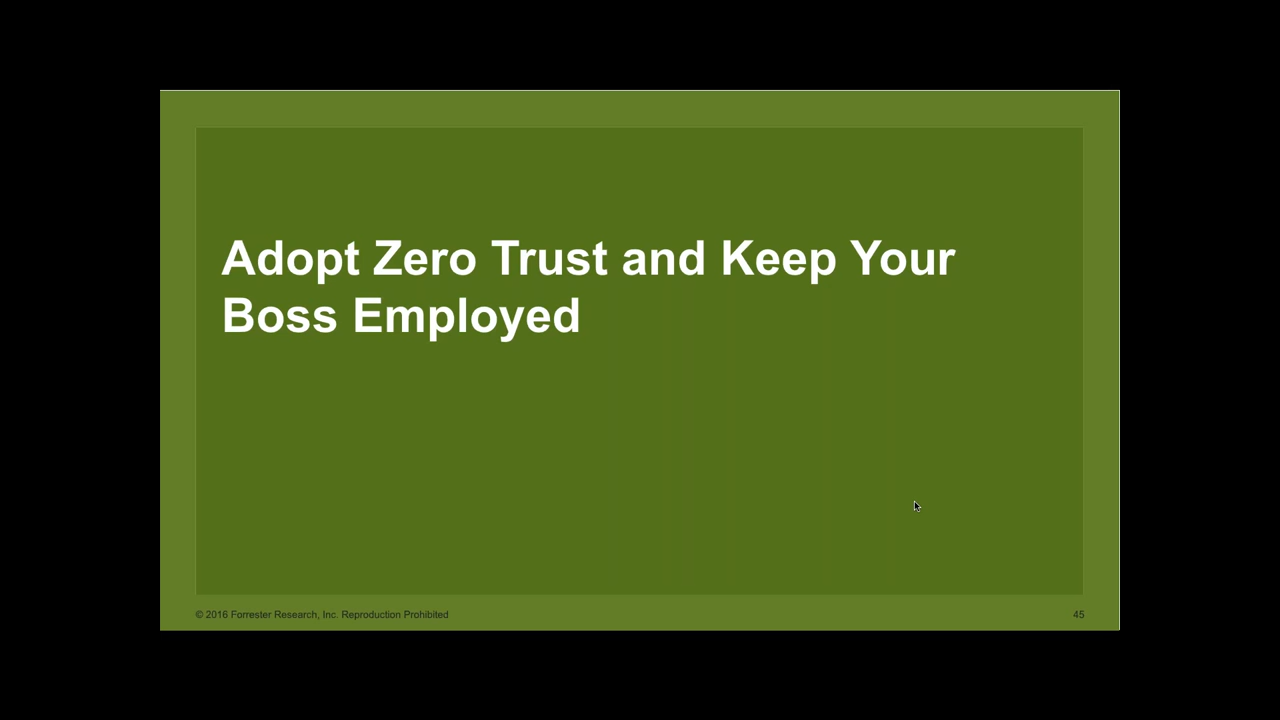 Adopt Zero Trust and Keep Your
Boss Employed
© 2016 Forrester Research, Inc. Reproduction Prohibited
45